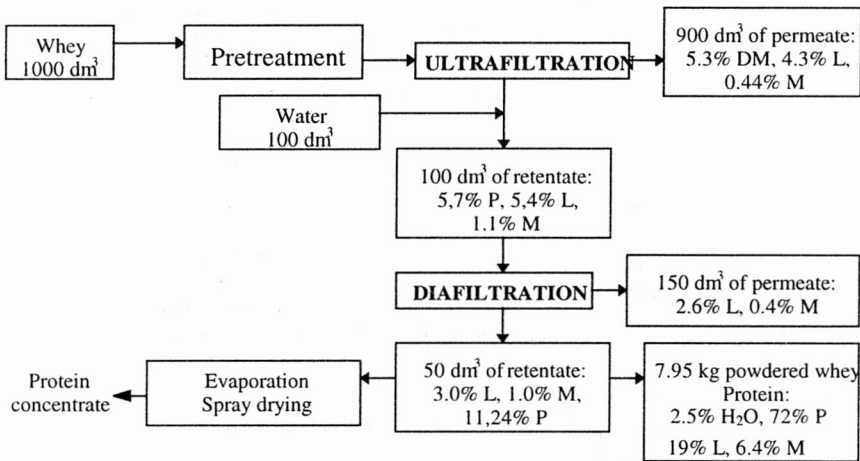 Whey
1000 dm³
Pretreatment
ULTRAFILTRATION
900 dm³ of permeate:
5.3% DM, 4.3% L,
0.44% M
Water
100 dm³
100 dm³ of retentate:
5,7% P, 5,4% L,
1.1% M
DIAFILTRATION
150 dm³ of permeate:
2.6% L, 0.4% M
Protein
concentrate
Evaporation
Spray drying
50 dm³ of retentate:
3.0% L, 1.0% M,
11,24% P
7.95 kg powdered whey
Protein:
2.5% H₂O, 72% P
19% L, 6.4% M